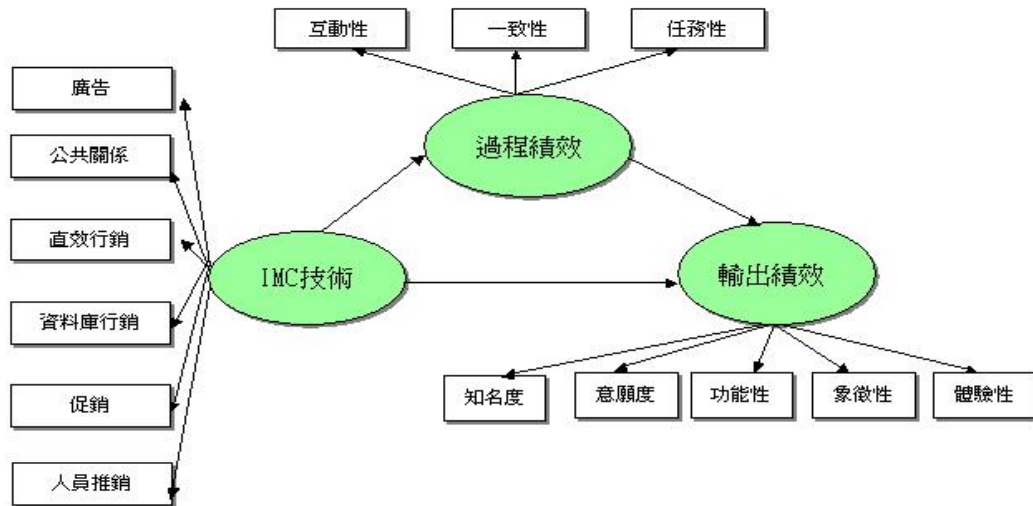 互動性
一致性
任務性
廣告
公共關係
直效行銷
資料庫行銷
促銷
人員推銷
過程績效
IMC技術
輸出績效
知名度
意願度
功能性
象徵性
體驗性